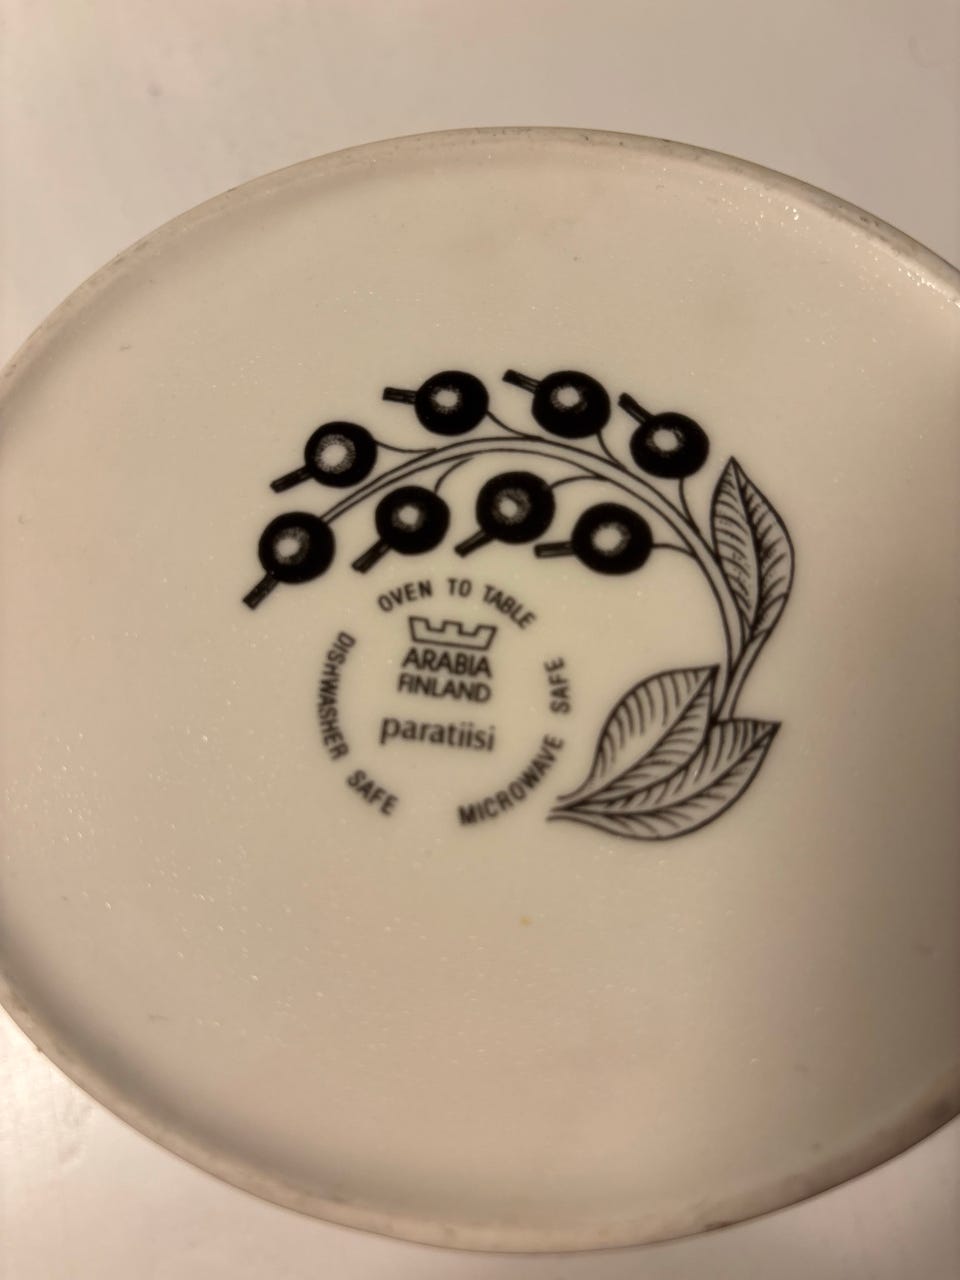 OVEN TO TABLE
ARABIA
FINLAND
paratiisi
DISHWASHER SAFE
MICROWAVE SAFE